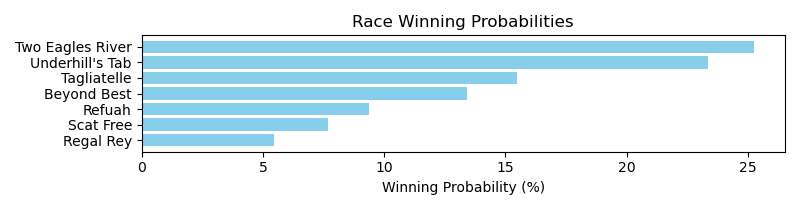 Race Winning Probabilities
Two Eagles River
Underhill's Tab
Tagliatelle
Beyond Best
Refuah
Scat Free
Regal Rey
0 5 10 15 20 25
Winning Probability (%)